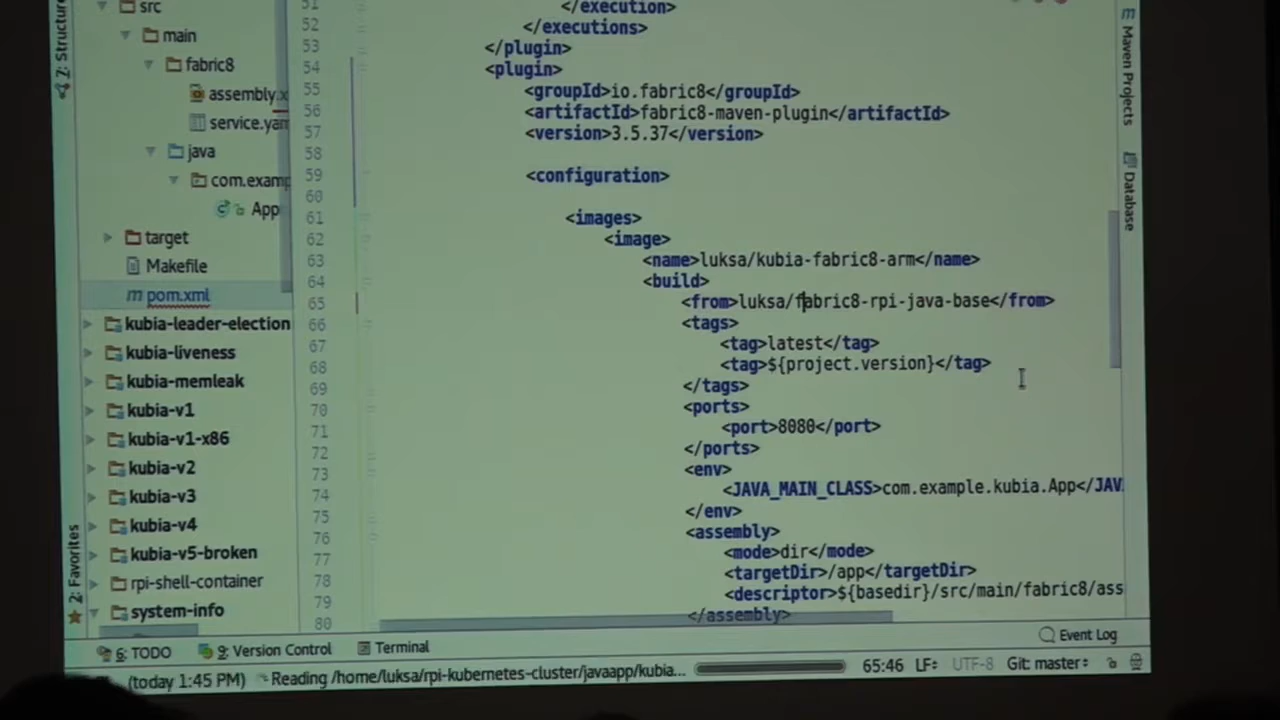 7: Structure
src
main
fabric8
assembly.x
service.yam
java
com.examp
App
target
Makefile
pom.xml
kubia-leader-election
kubia-liveness
kubia-memleak
kubia-v1
kubia-v1-x86
kubia-v2
kubia-v3
kubia-v4
kubia-v5-broken
rpi-shell-container
system-info
2: Favorites
51 </execution>
52 </executions>
53 </plugin>
54 <plugin>
55 <groupId>io.fabric8</groupId>
56 <artifactId>fabric8-maven-plugin</artifactId>
57 <version>3.5.37</version>
58
59 <configuration>
60
61 <images>
62 <image>
63 <name>luksa/kubia-fabric8-arm</name>
64 <build>
65 <from>luksa/fabric8-rpi-java-base</from>
66 <tags>
67 <tag>latest</tag>
68 <tag>${project.version}</tag>
69 </tags>
70 <ports>
71 <port>8080</port>
72 </ports>
73 <env>
74 <JAVA_MAIN_CLASS>com.example.kubia.App</JAV
75 </env>
76 <assembly>
77 <mode>dir</mode>
78 <targetDir>/app</targetDir>
79 <descriptor>${basedir}/src/main/fabric8/ass
80 </assembly>
Maven Projects
Database
6: TODO
9: Version Control
Terminal
Event Log
(today 1:45 PM)
Reading /home/luksa/rpi-kubernetes-cluster/javaapp/kubia...
65:46 LF÷ UTF-8 Git: master÷